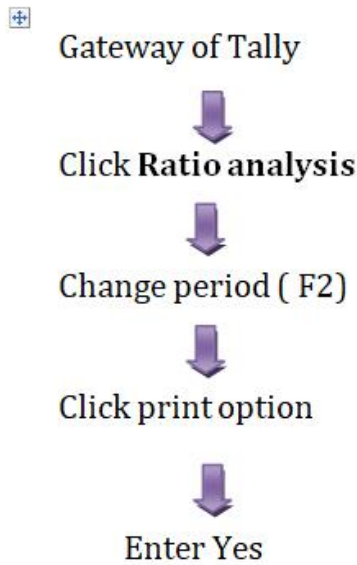 Gateway of Tally
Click Ratio analysis
Change period ( F2)
Click print option
Enter Yes